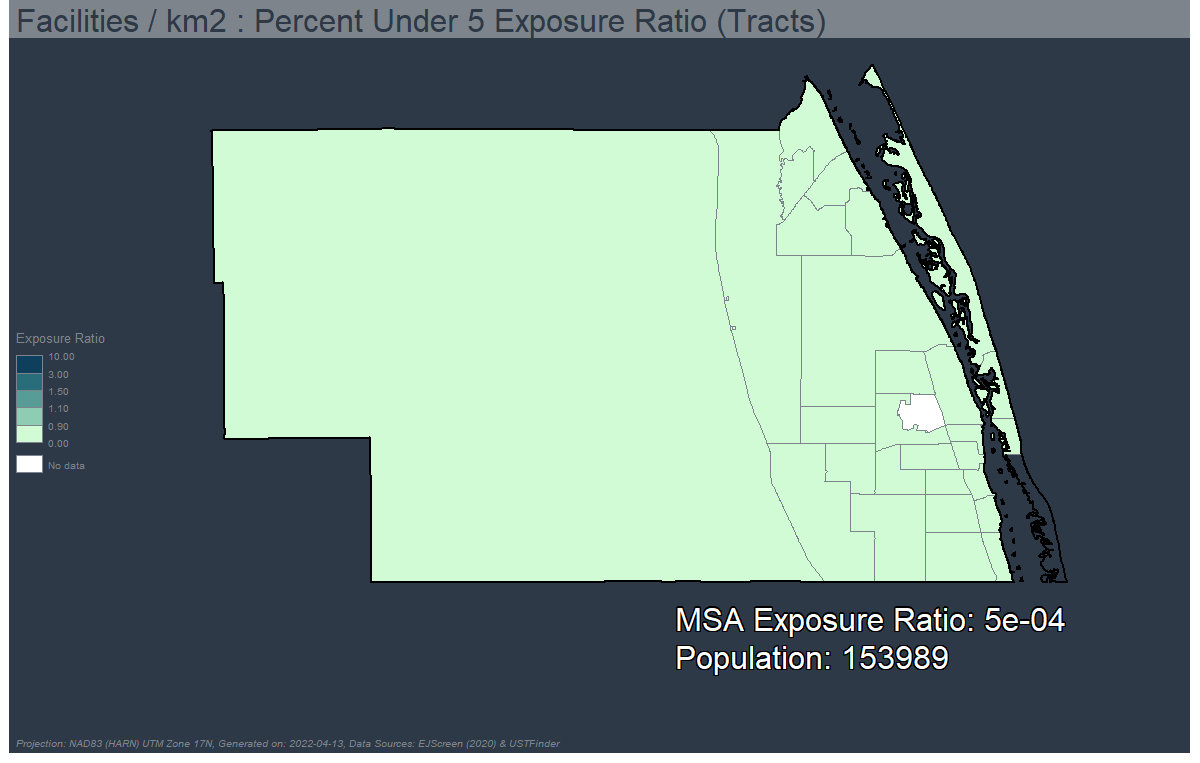 Facilities / km2 : Percent Under 5 Exposure Ratio (Tracts)
Exposure Ratio
10.00
3.00
1.50
1.10
0.90
0.00
No data
MSA Exposure Ratio: 5e-04
Population: 153989
Projection: NAD83 (HARN) UTM Zone 17N, Generated on: 2022-04-13, Data Sources: EJScreen (2020) & USTFinder